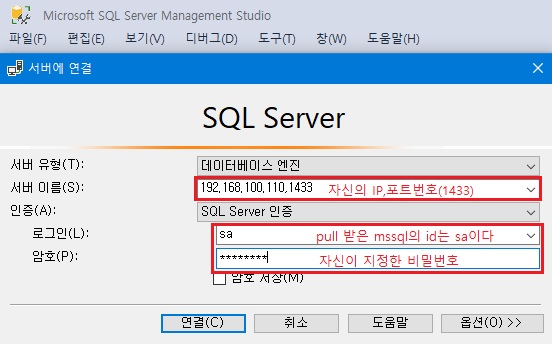 Microsoft SQL Server Management Studio
파일(F) 편집(E) 보기(V) 디버그(D) 도구(T) 창(W) 도움말(H)
서버에 연결
SQL Server
서버 유형(T): 데이터베이스 엔진
서버 이름(S): 192,168,100,110,1433 자신의 IP,포트번호(1433)
인증(A): SQL Server 인증
로그인(L): sa pull 받은 mssql의 id는 sa이다
암호(P): ******** 자신이 지정한 비밀번호
암호 저장(M)
연결(C) 취소 도움말 옵션(O) >>